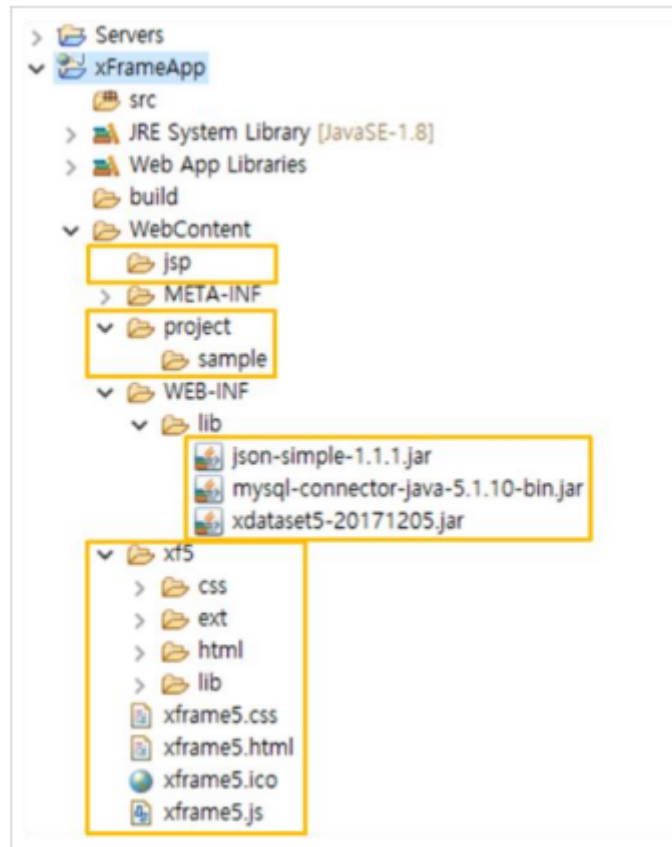 Servers
xFrameApp
src
JRE System Library [JavaSE-1.8]
Web App Libraries
build
WebContent
jsp
META-INF
project
sample
WEB-INF
lib
json-simple-1.1.1.jar
mysql-connector-java-5.1.10-bin.jar
xdataset5-20171205.jar
xf5
css
ext
html
lib
xframe5.css
xframe5.html
xframe5.ico
xframe5.js